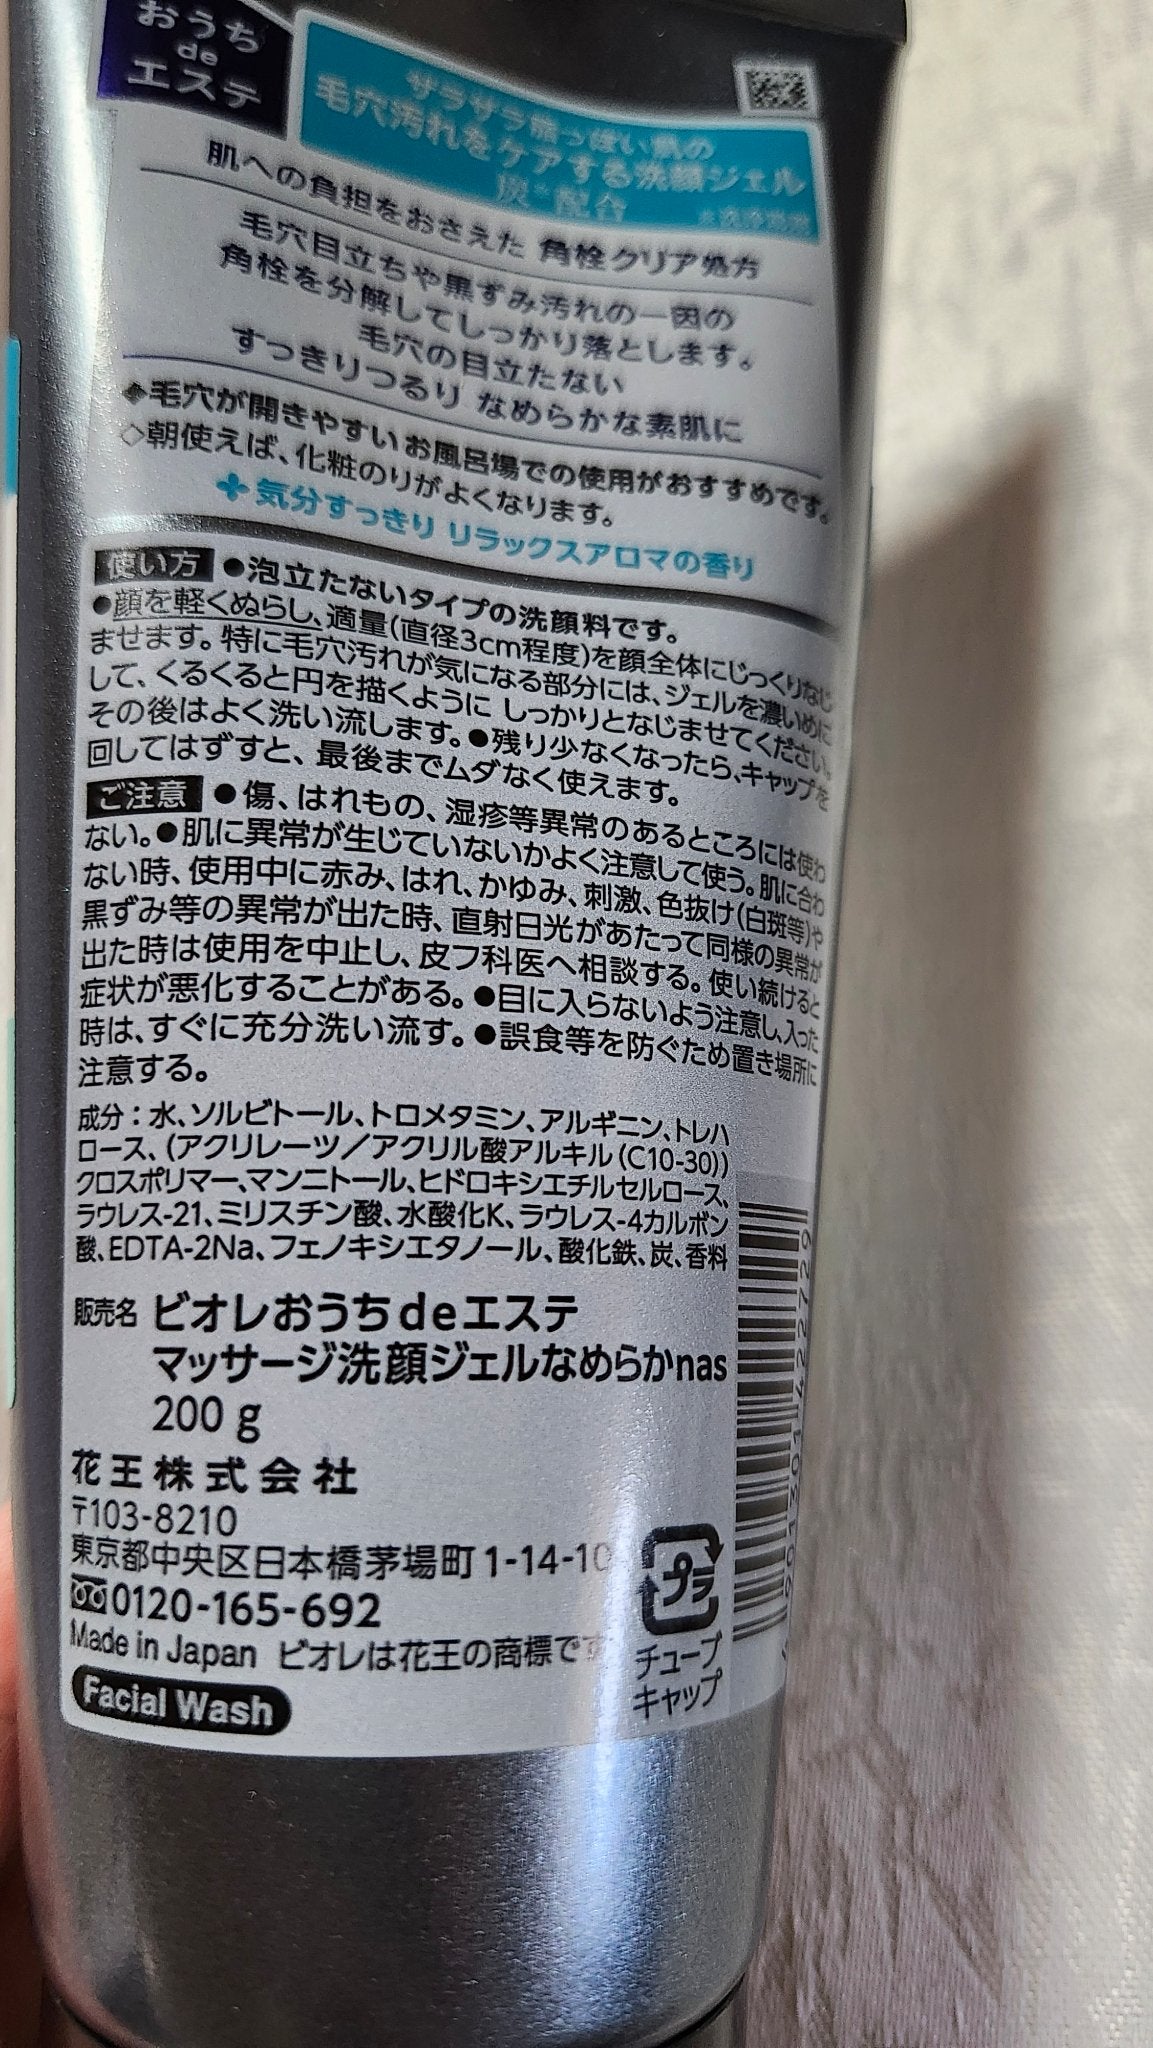 おうち
de
エステ
サラサラ脂っぽい肌の
毛穴汚れをケアする洗顔ジェル
炭*配合
肌への負担をおさえた 角栓クリア処方
毛穴目立ちや黒ずみ汚れの一因の
角栓を分解してしっかり落とします。
毛穴の目立たない
すっきりつるり なめらかな素肌に
◆毛穴が開きやすいお風呂場での使用がおすすめです。
◇朝使えば、化粧のりがよくなります。
気分すっきり リラックスアロマの香り
使い方 ●泡立たないタイプの洗顔料です。
●顔を軽くぬらし、適量(直径3cm程度)を顔全体にじっくりなじ
ませます。特に毛穴汚れが気になる部分には、ジェルを濃いめに
して、くるくると円を描くように しっかりとなじませてください。
その後はよく洗い流します。●残り少なくなったら、キャップを
回してはずすと、最後までムダなく使えます。
ご注意 ●傷、はれもの、湿疹等異常のあるところには使わ
ない。●肌に異常が生じていないかよく注意して使う。肌に合わ
ない時、使用中に赤み、はれ、かゆみ、刺激、色抜け(白斑等)や
黒ずみ等の異常が出た時、直射日光があたって同様の異常が
出た時は使用を中止し、皮フ科医へ相談する。使い続けると
症状が悪化することがある。●目に入らないよう注意し、入った
時は、すぐに充分洗い流す。●誤食等を防ぐため置き場所に
注意する。
成分：水、ソルビトール、トロメタミン、アルギニン、トレハ
ロース、(アクリレーツ／アクリル酸アルキル(C10-30))
クロスポリマー、マンニトール、ヒドロキシエチルセルロース、
ラウレス-21、ミリスチン酸、水酸化K、ラウレス-4カルボン
酸、EDTA-2Na、フェノキシエタノール、酸化鉄、炭、香料
販売名 ビオレおうちdeエステ
マッサージ洗顔ジェルなめらかnas
200 g
花王株式会社
〒103-8210
東京都中央区日本橋茅場町1-14-10
0120-165-692
Made in Japan ビオレは花王の商標です
Facial Wash
プラ
チューブ
キャップ